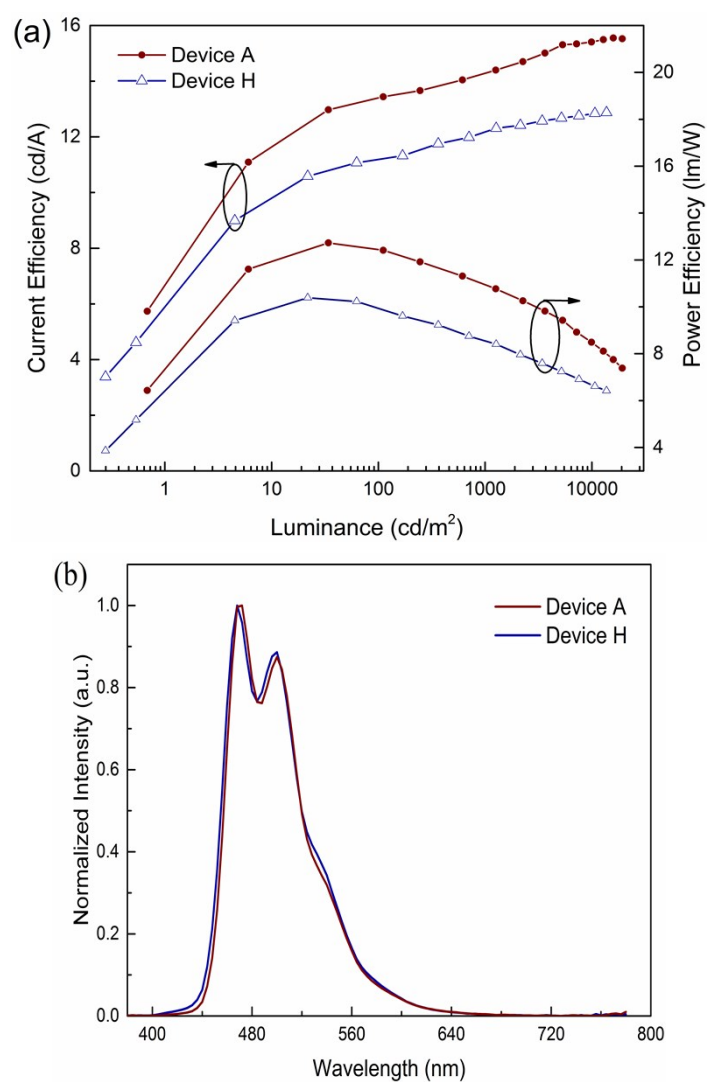 (a)
Device A
Device H
Current Efficiency (cd/A)
16
12
8
4
0
Power Efficiency (lm/W)
20
16
12
8
4
1
10
100
1000
10000
Luminance (cd/m²)
(b)
Device A
Device H
Normalized Intensity (a.u.)
1.0
0.8
0.6
0.4
0.2
0.0
400
480
560
640
720
800
Wavelength (nm)